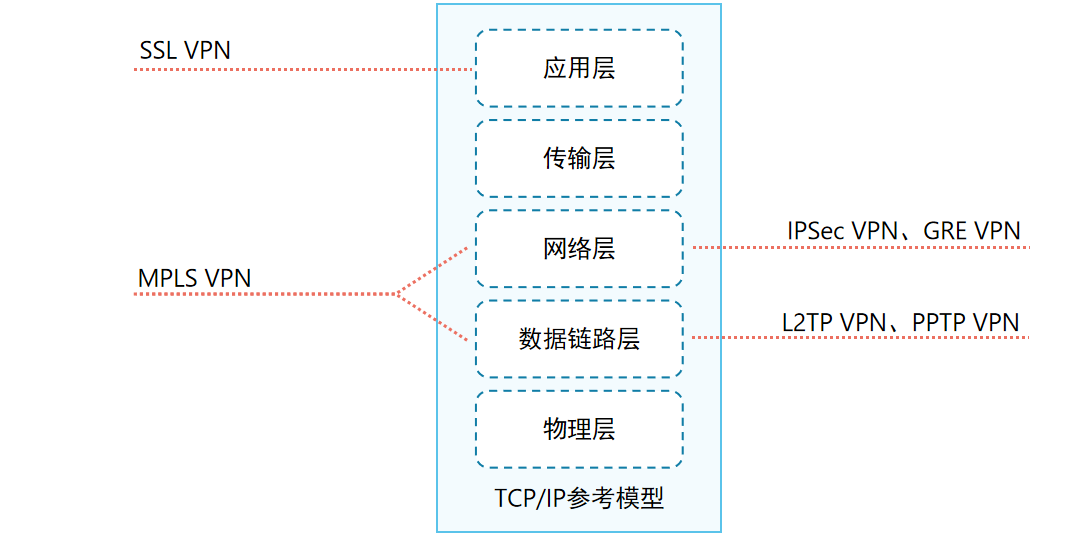 SSL VPN
应用层
传输层
网络层
IPSec VPN、GRE VPN
MPLS VPN
L2TP VPN、PPTP VPN
数据链路层
物理层
TCP/IP参考模型